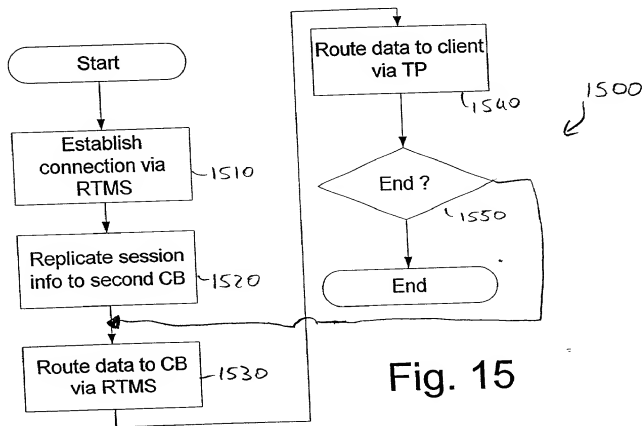 Start
Establish
connection via
RTMS
1510
Replicate session
info to second CB
1520
Route data to CB
via RTMS
1530
Route data to client
via TP
1540
1500
End ?
1550
End
Fig. 15